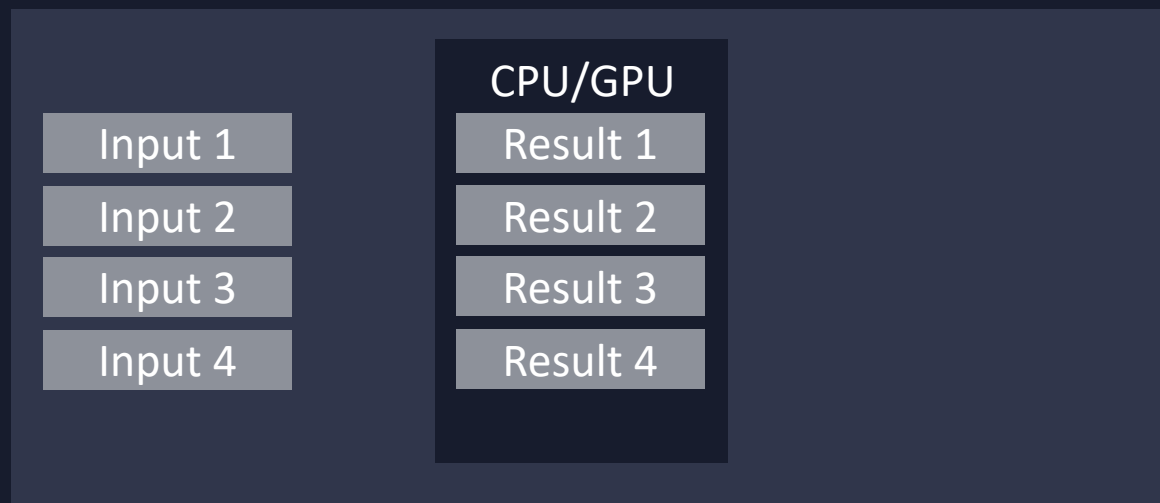 CPU/GPU
Input 1
Result 1
Input 2
Result 2
Input 3
Result 3
Input 4
Result 4